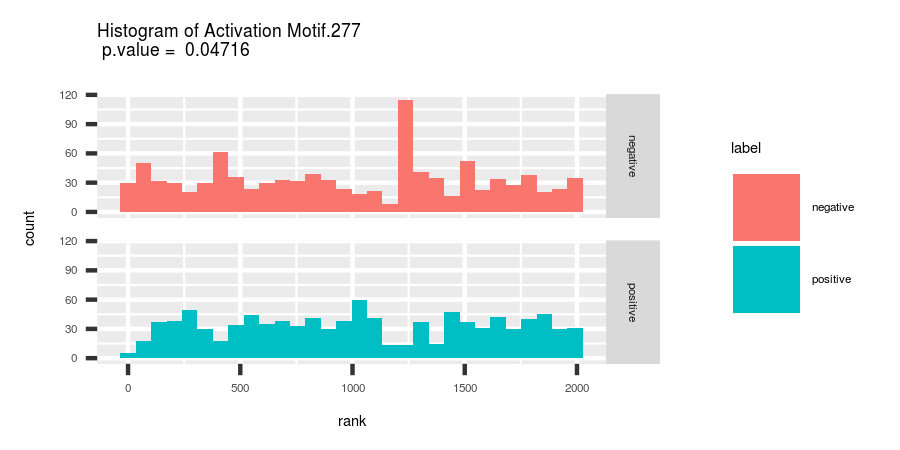 Histogram of Activation Motif.277
p.value = 0.04716
120
90
60
30
0
negative
120
90
60
30
0
positive
0 500 1000 1500 2000
rank
count
label
negative
positive